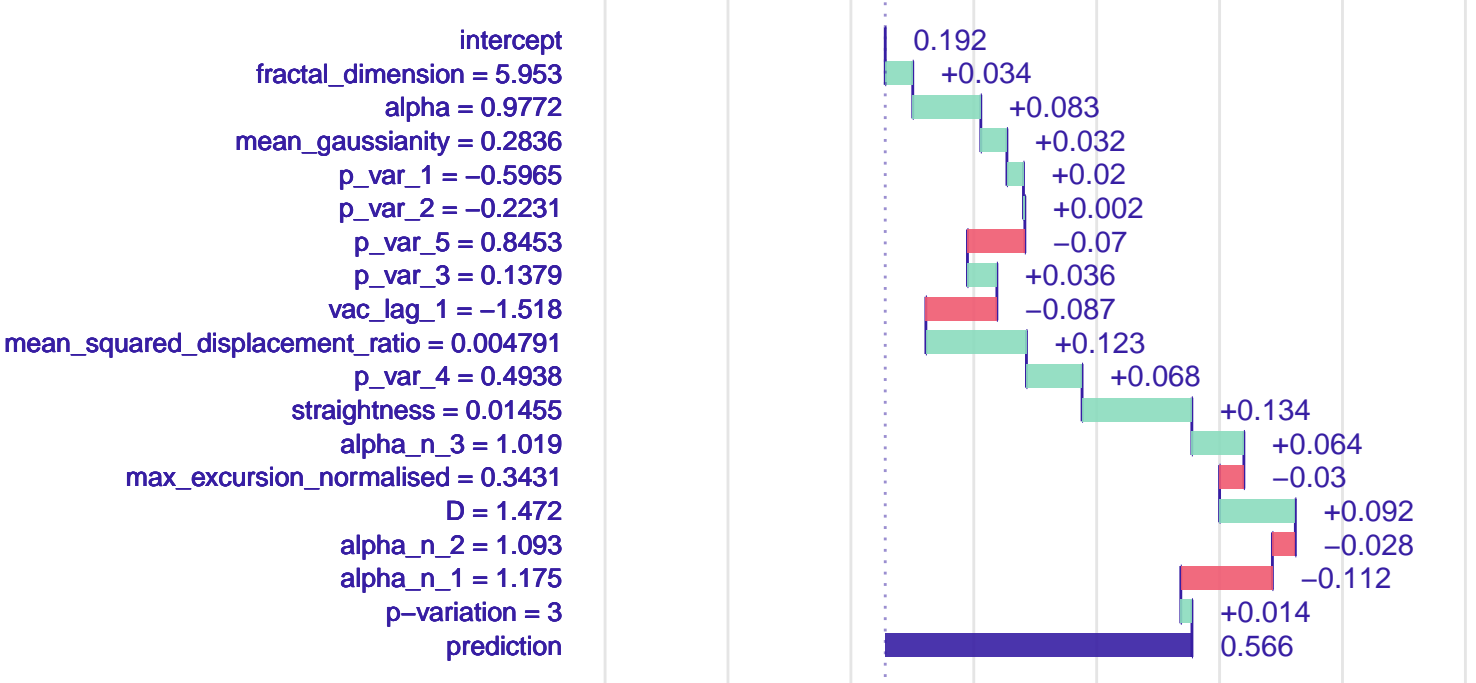 intercept 0.192
fractal_dimension = 5.953 +0.034
alpha = 0.9772 +0.083
mean_gaussianity = 0.2836 +0.032
p_var_1 = −0.5965 +0.02
p_var_2 = −0.2231 +0.002
p_var_5 = 0.8453 −0.07
p_var_3 = 0.1379 +0.036
vac_lag_1 = −1.518 −0.087
mean_squared_displacement_ratio = 0.004791 +0.123
p_var_4 = 0.4938 +0.068
straightness = 0.01455 +0.134
alpha_n_3 = 1.019 +0.064
max_excursion_normalised = 0.3431 −0.03
D = 1.472 +0.092
alpha_n_2 = 1.093 −0.028
alpha_n_1 = 1.175 −0.112
p−variation = 3 +0.014
prediction 0.566